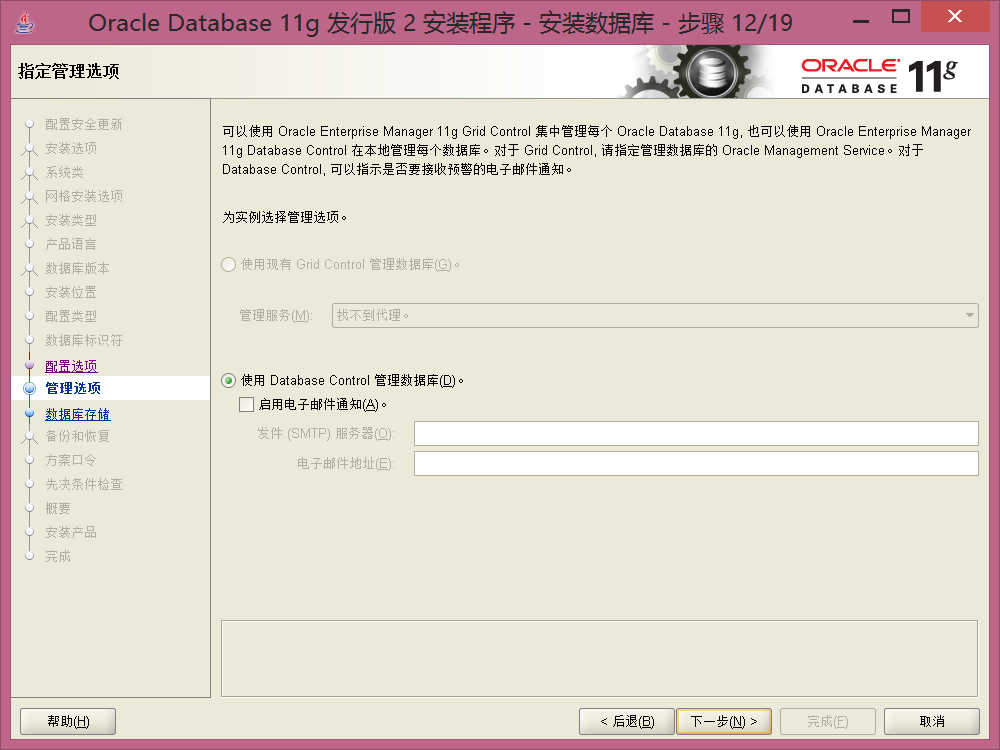 Oracle Database 11g 发行版 2 安装程序 - 安装数据库 - 步骤 12/19
指定管理选项
ORACLE 11g
DATABASE
配置安全更新
安装选项
系统类
网格安装选项
安装类型
产品语言
数据库版本
安装位置
配置类型
数据库标识符
配置选项
管理选项
数据库存储
备份和恢复
方案口令
先决条件检查
概要
安装产品
完成
可以使用 Oracle Enterprise Manager 11g Grid Control 集中管理每个 Oracle Database 11g, 也可以使用 Oracle Enterprise Manager
11g Database Control 在本地管理每个数据库。对于 Grid Control, 请指定管理数据库的 Oracle Management Service。对于
Database Control, 可以指示是否要接收预警的电子邮件通知。
为实例选择管理选项。
使用现有 Grid Control 管理数据库(G)。
管理服务(M): 找不到代理。
使用 Database Control 管理数据库(D)。
启用电子邮件通知(A)。
发件 (SMTP) 服务器(O):
电子邮件地址(E):
帮助(H) < 后退(B) 下一步(N) > 完成(F) 取消